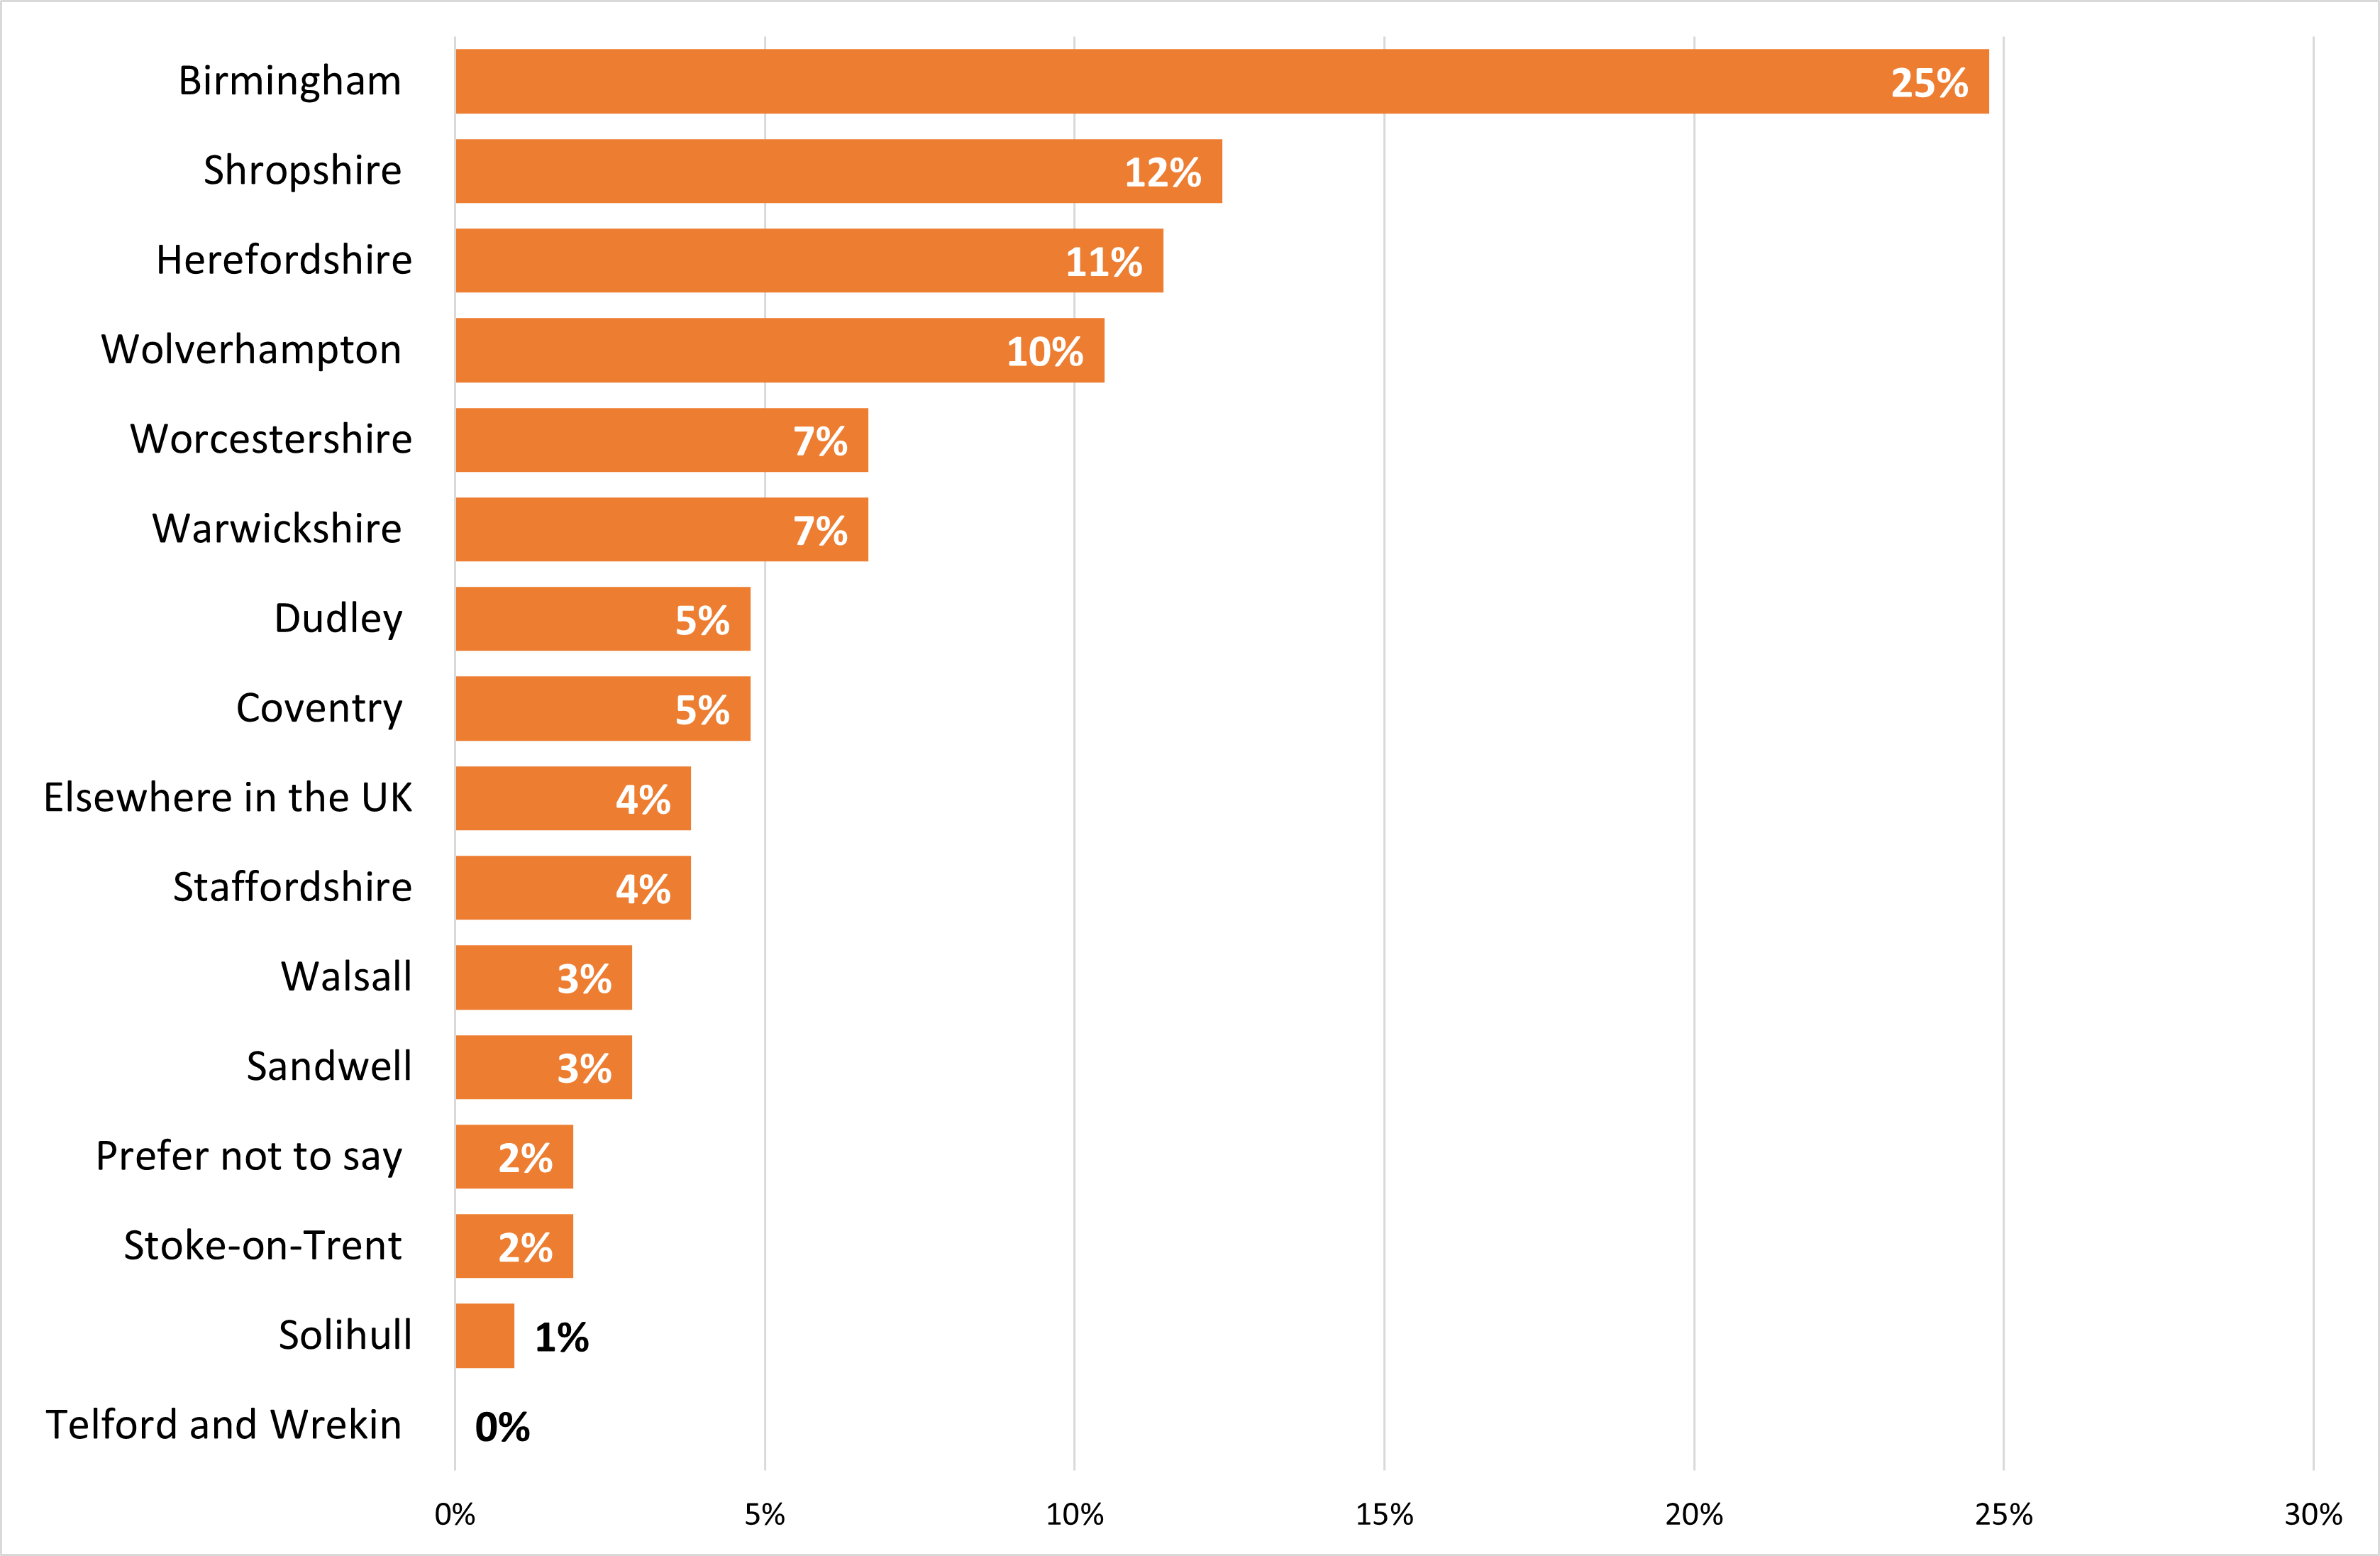 Birmingham 25%
Shropshire 12%
Herefordshire 11%
Wolverhampton 10%
Worcestershire 7%
Warwickshire 7%
Dudley 5%
Coventry 5%
Elsewhere in the UK 4%
Staffordshire 4%
Walsall 3%
Sandwell 3%
Prefer not to say 2%
Stoke-on-Trent 2%
Solihull 1%
Telford and Wrekin 0%
0% 5% 10% 15% 20% 25% 30%